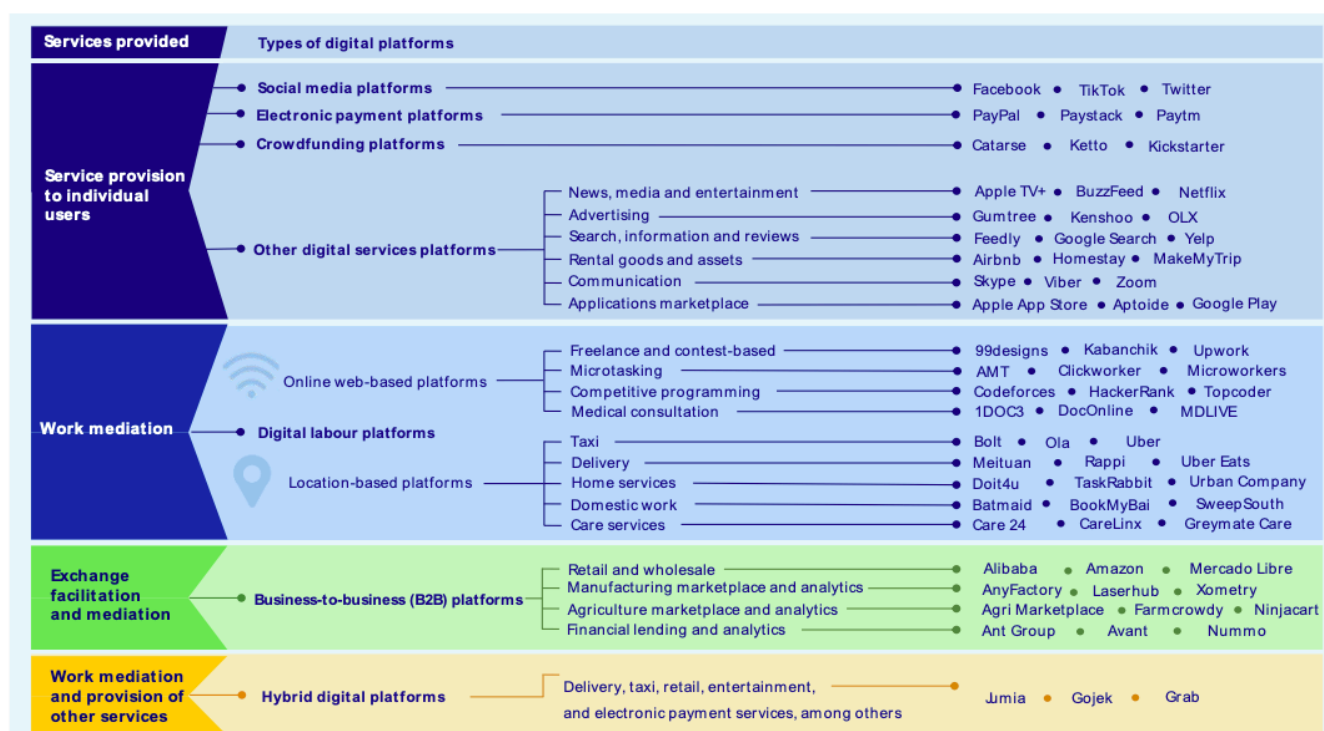 Services provided Types of digital platforms
Social media platforms Facebook • TikTok • Twitter
Electronic payment platforms PayPal • Paystack • Paytm
Crowdfunding platforms Catarse • Ketto • Kickstarter
Service provision
to individual
users
Other digital services platforms
News, media and entertainment Apple TV+ • BuzzFeed • Netflix
Advertising Gumtree • Kenshoo • OLX
Search, information and reviews Feedly • Google Search • Yelp
Rental goods and assets Airbnb • Homestay • MakeMyTrip
Communication Skype • Viber • Zoom
Applications marketplace Apple App Store • Aptoide • Google Play
Work mediation
Digital labour platforms
Online web-based platforms
Freelance and contest-based 99designs • Kabanchik • Upwork
Microtasking AMT • Clickworker • Microworkers
Competitive programming Codeforces • HackerRank • Topcoder
Medical consultation 1DOC3 • DocOnline • MDLIVE
Location-based platforms
Taxi Bolt • Ola • Uber
Delivery Meituan • Rappi • Uber Eats
Home services Doit4u • TaskRabbit • Urban Company
Domestic work Batmaid • BookMyBai • SweepSouth
Care services Care 24 • CareLinx • Greymate Care
Exchange
facilitation
and mediation
Business-to-business (B2B) platforms
Retail and wholesale Alibaba • Amazon • Mercado Libre
Manufacturing marketplace and analytics AnyFactory • Laserhub • Xometry
Agriculture marketplace and analytics Agri Marketplace • Farmcrowdy • Ninjacart
Financial lending and analytics Ant Group • Avant • Nummo
Work mediation
and provision of
other services
Hybrid digital platforms
Delivery, taxi, retail, entertainment,
and electronic payment services, among others
Jumia • Gojek • Grab